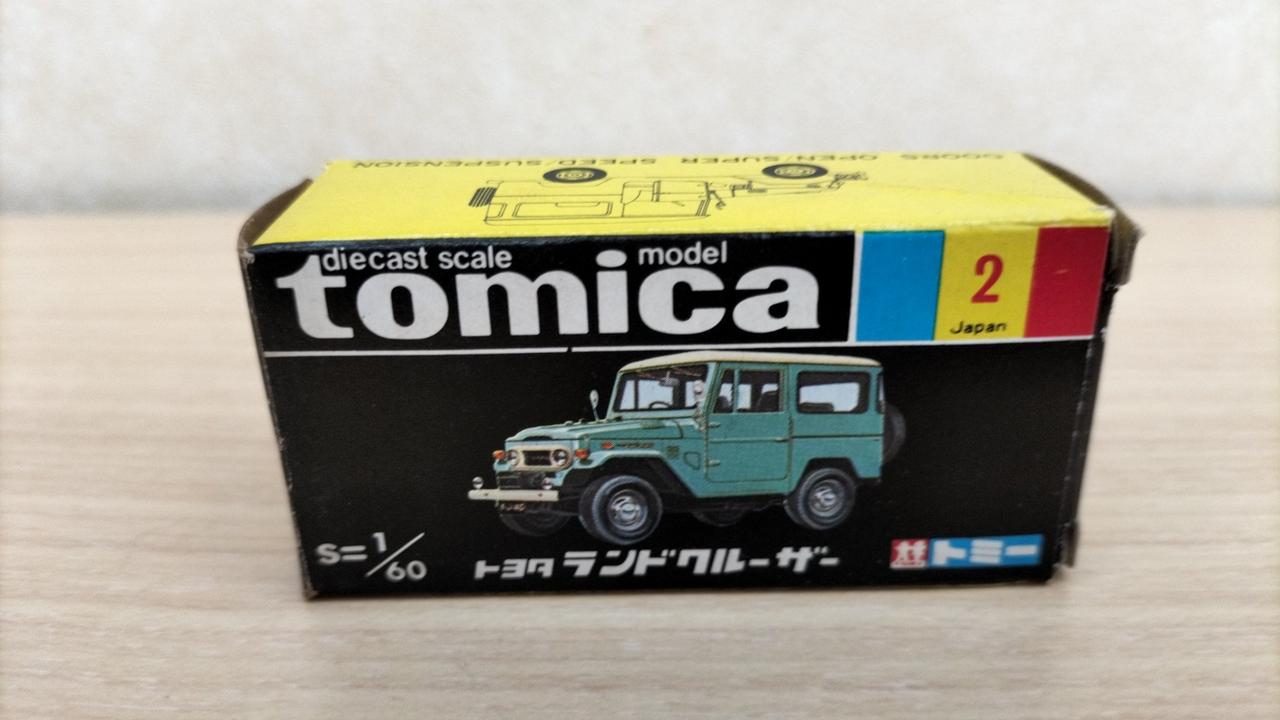 DOORS OPEN/SUPER SPEED/SUSPENSION
diecast scale model
tomica
2
Japan
S=1/60
トヨタ ランドクルーザー
トミー